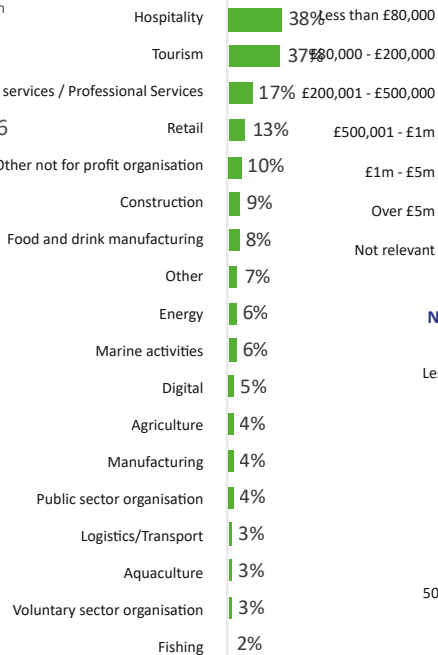 Hospitality 38%
Tourism 37%
services / Professional Services 17%
Retail 13%
Other not for profit organisation 10%
Construction 9%
Food and drink manufacturing 8%
Other 7%
Energy 6%
Marine activities 6%
Digital 5%
Agriculture 4%
Manufacturing 4%
Public sector organisation 4%
Logistics/Transport 3%
Aquaculture 3%
Voluntary sector organisation 3%
Fishing 2%
6
Less than £80,000
£80,000 - £200,000
£200,001 - £500,000
£500,001 - £1m
£1m - £5m
Over £5m
Not relevant
N
Les
50